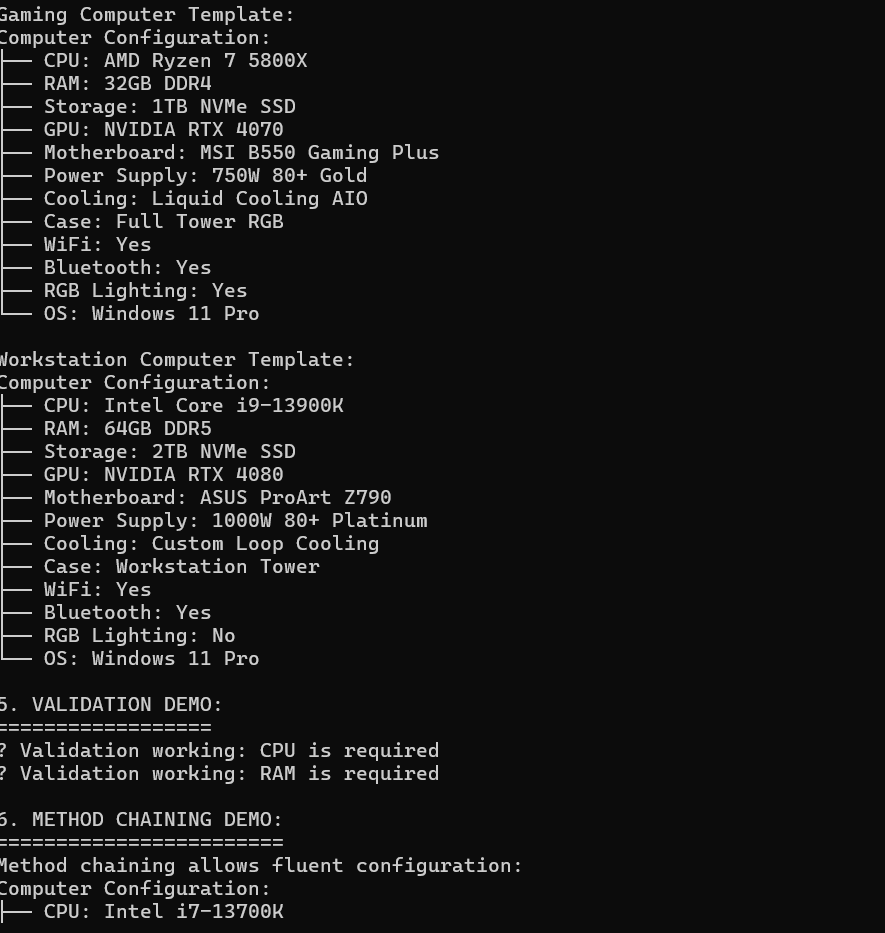 Gaming Computer Template:
Computer Configuration:
├── CPU: AMD Ryzen 7 5800X
├── RAM: 32GB DDR4
├── Storage: 1TB NVMe SSD
├── GPU: NVIDIA RTX 4070
├── Motherboard: MSI B550 Gaming Plus
├── Power Supply: 750W 80+ Gold
├── Cooling: Liquid Cooling AIO
├── Case: Full Tower RGB
├── WiFi: Yes
├── Bluetooth: Yes
├── RGB Lighting: Yes
└── OS: Windows 11 Pro

Workstation Computer Template:
Computer Configuration:
├── CPU: Intel Core i9-13900K
├── RAM: 64GB DDR5
├── Storage: 2TB NVMe SSD
├── GPU: NVIDIA RTX 4080
├── Motherboard: ASUS ProArt Z790
├── Power Supply: 1000W 80+ Platinum
├── Cooling: Custom Loop Cooling
├── Case: Workstation Tower
├── WiFi: Yes
├── Bluetooth: Yes
├── RGB Lighting: No
└── OS: Windows 11 Pro

5. VALIDATION DEMO:
==================
? Validation working: CPU is required
? Validation working: RAM is required

6. METHOD CHAINING DEMO:
========================
Method chaining allows fluent configuration:
Computer Configuration:
├── CPU: Intel i7-13700K